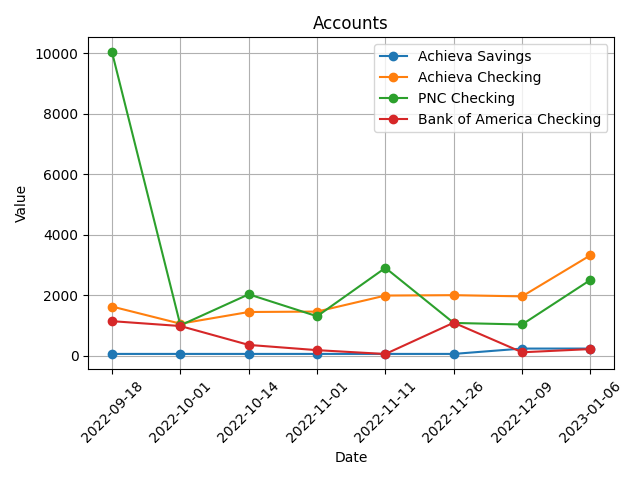 Accounts
Achieva Savings
Achieva Checking
PNC Checking
Bank of America Checking
Value
10000
8000
6000
4000
2000
0
2022-09-18
2022-10-01
2022-10-14
2022-11-01
2022-11-11
2022-11-26
2022-12-09
2023-01-06
Date